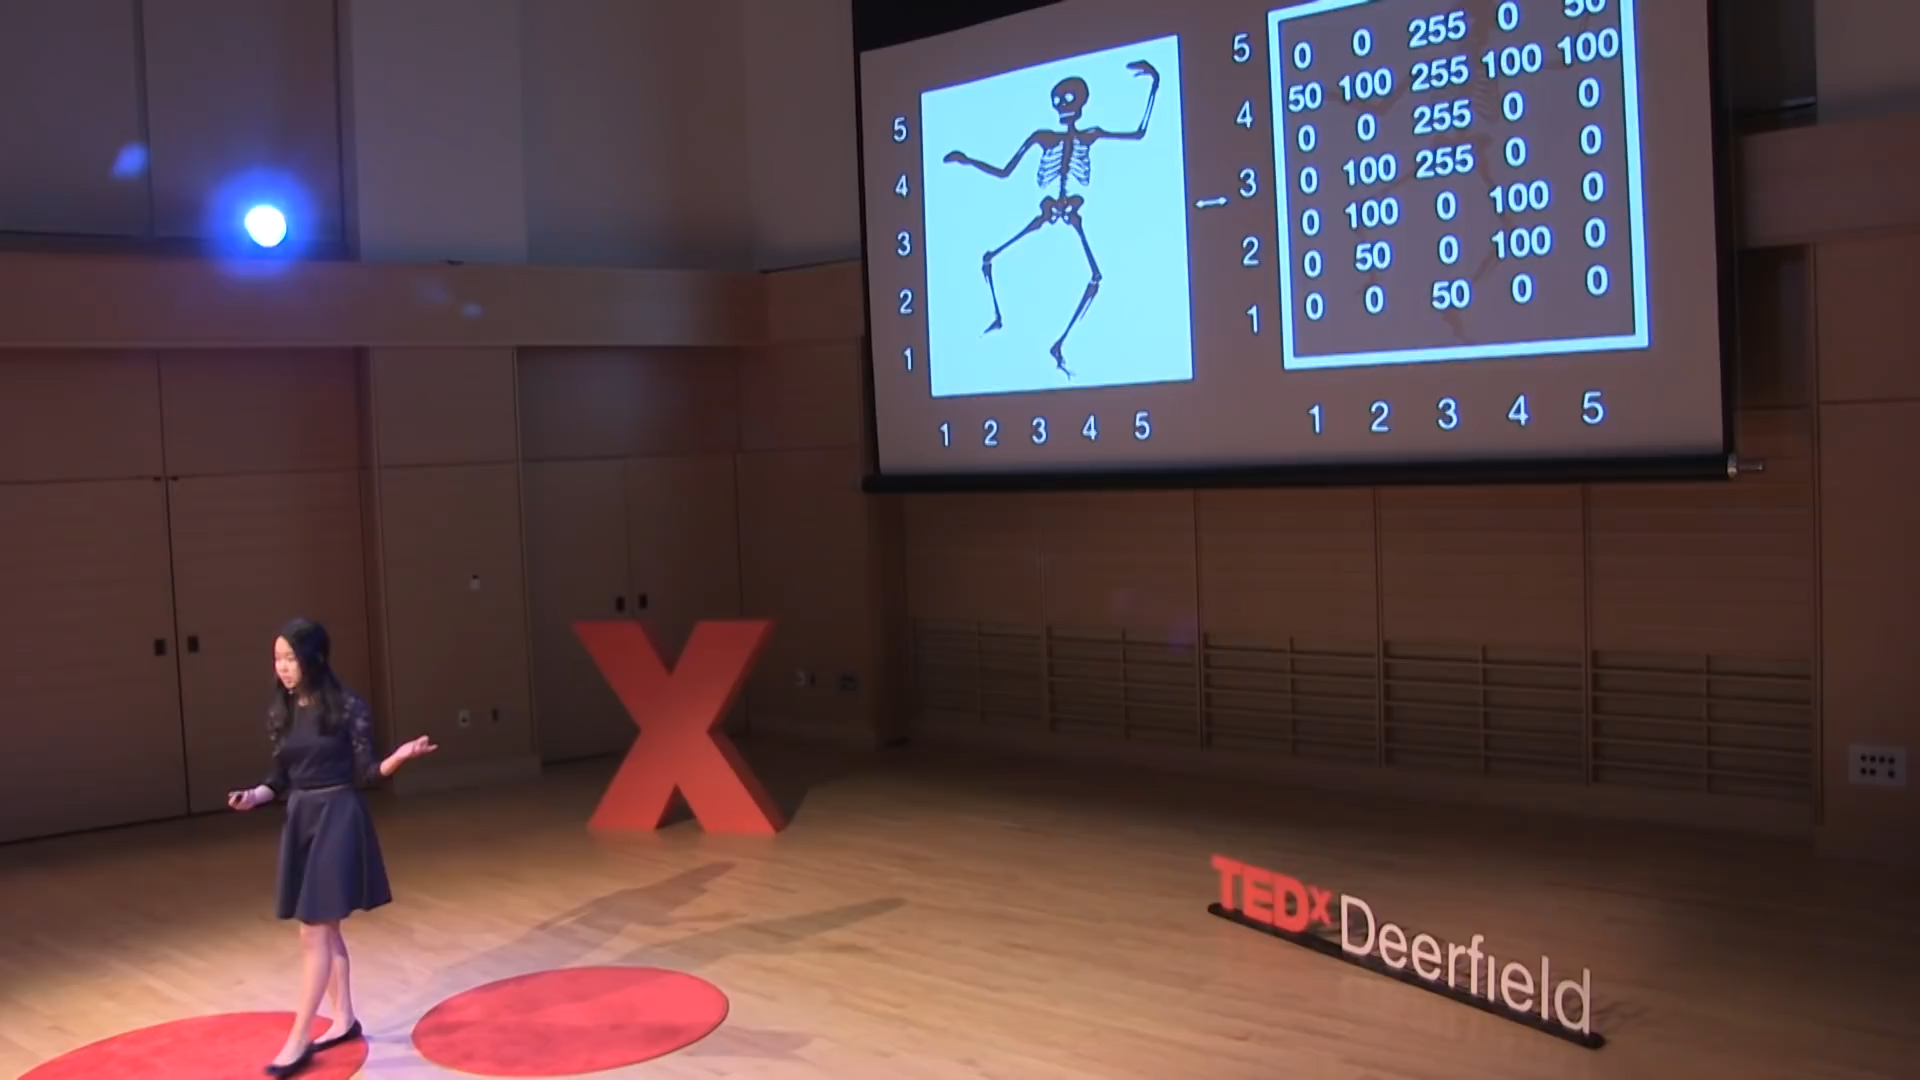 5
4
3
2
1
1 2 3 4 5
5
4
3
2
1
0 0 255 0 50
50 100 255 100 100
0 0 255 0 0
0 100 255 0 0
0 100 0 100 0
0 50 0 100 0
0 0 50 0 0
1 2 3 4 5
X
TEDx Deerfield